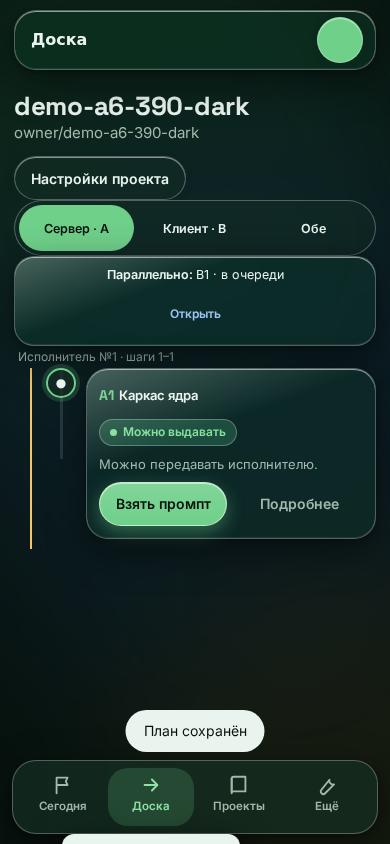 Доска
demo-a6-390-dark
owner/demo-a6-390-dark
Настройки проекта
Сервер · A
Клиент · B
Обе
Параллельно: B1 · в очереди
Открыть
Исполнитель №1 · шаги 1–1
A1 Каркас ядра
Можно выдавать
Можно передавать исполнителю.
Взять промпт
Подробнее
План сохранён
Сегодня
Доска
Проекты
Ещё